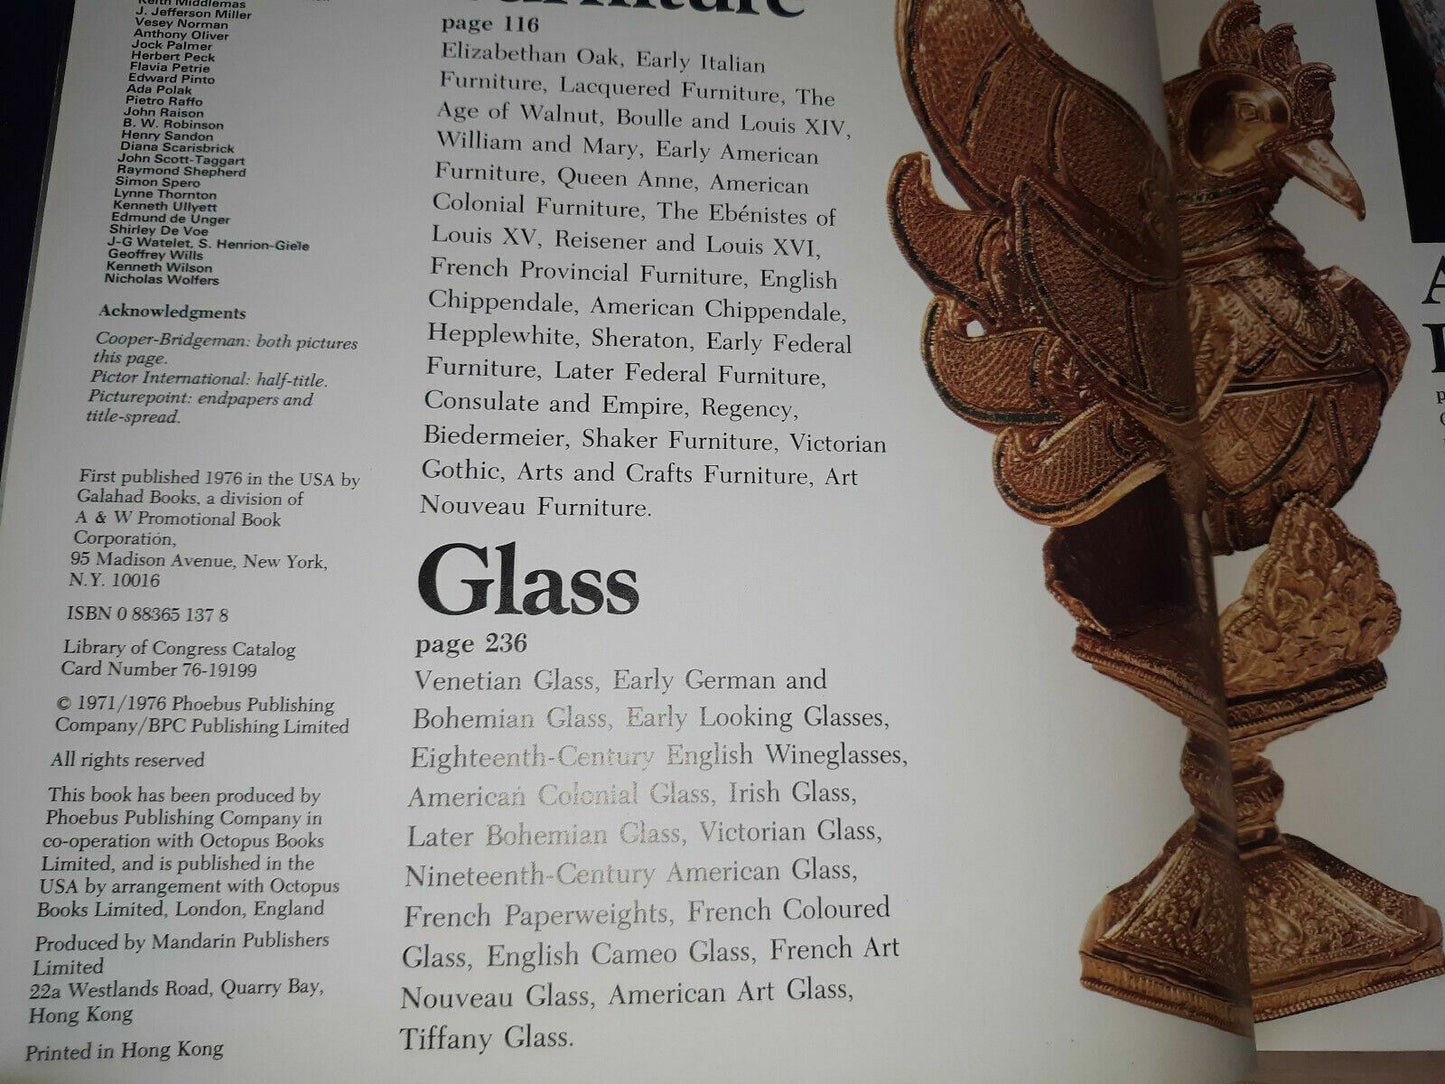 Keith Middlemas
J. Jefferson Miller
Vesey Norman
Anthony Oliver
Jock Palmer
Herbert Peck
Flavia Petrie
Edward Pinto
Ada Polak
Pietro Raffo
John Raison
B. W. Robinson
Henry Sandon
Diana Scarisbrick
John Scott-Taggart
Raymond Shepherd
Simon Spero
Lynne Thornton
Kenneth Ullyett
Edmund de Unger
Shirley De Voe
J-G Watelet, S. Henrion-Giele
Geoffrey Wills
Kenneth Wilson
Nicholas Wolfers
Acknowledgments
Cooper-Bridgeman: both pictures
this page.
Pictor International: half-title.
Picturepoint: endpapers and
title-spread.
First published 1976 in the USA by
Galahad Books, a division of
A & W Promotional Book
Corporation,
95 Madison Avenue, New York,
N.Y. 10016
ISBN 0 88365 137 8
Library of Congress Catalog
Card Number 76-19199
© 1971/1976 Phoebus Publishing
Company/BPC Publishing Limited
All rights reserved
This book has been produced by
Phoebus Publishing Company in
co-operation with Octopus Books
Limited, and is published in the
USA by arrangement with Octopus
Books Limited, London, England
Produced by Mandarin Publishers
Limited
22a Westlands Road, Quarry Bay,
Hong Kong
Printed in Hong Kong
Furniture
page 116
Elizabethan Oak, Early Italian
Furniture, Lacquered Furniture, The
Age of Walnut, Boulle and Louis XIV,
William and Mary, Early American
Furniture, Queen Anne, American
Colonial Furniture, The Ebénistes of
Louis XV, Reisener and Louis XVI,
French Provincial Furniture, English
Chippendale, American Chippendale,
Hepplewhite, Sheraton, Early Federal
Furniture, Later Federal Furniture,
Consulate and Empire, Regency,
Biedermeier, Shaker Furniture, Victorian
Gothic, Arts and Crafts Furniture, Art
Nouveau Furniture.
Glass
page 236
Venetian Glass, Early German and
Bohemian Glass, Early Looking Glasses,
Eighteenth-Century English Wineglasses,
American Colonial Glass, Irish Glass,
Later Bohemian Glass, Victorian Glass,
Nineteenth-Century American Glass,
French Paperweights, French Coloured
Glass, English Cameo Glass, French Art
Nouveau Glass, American Art Glass,
Tiffany Glass.